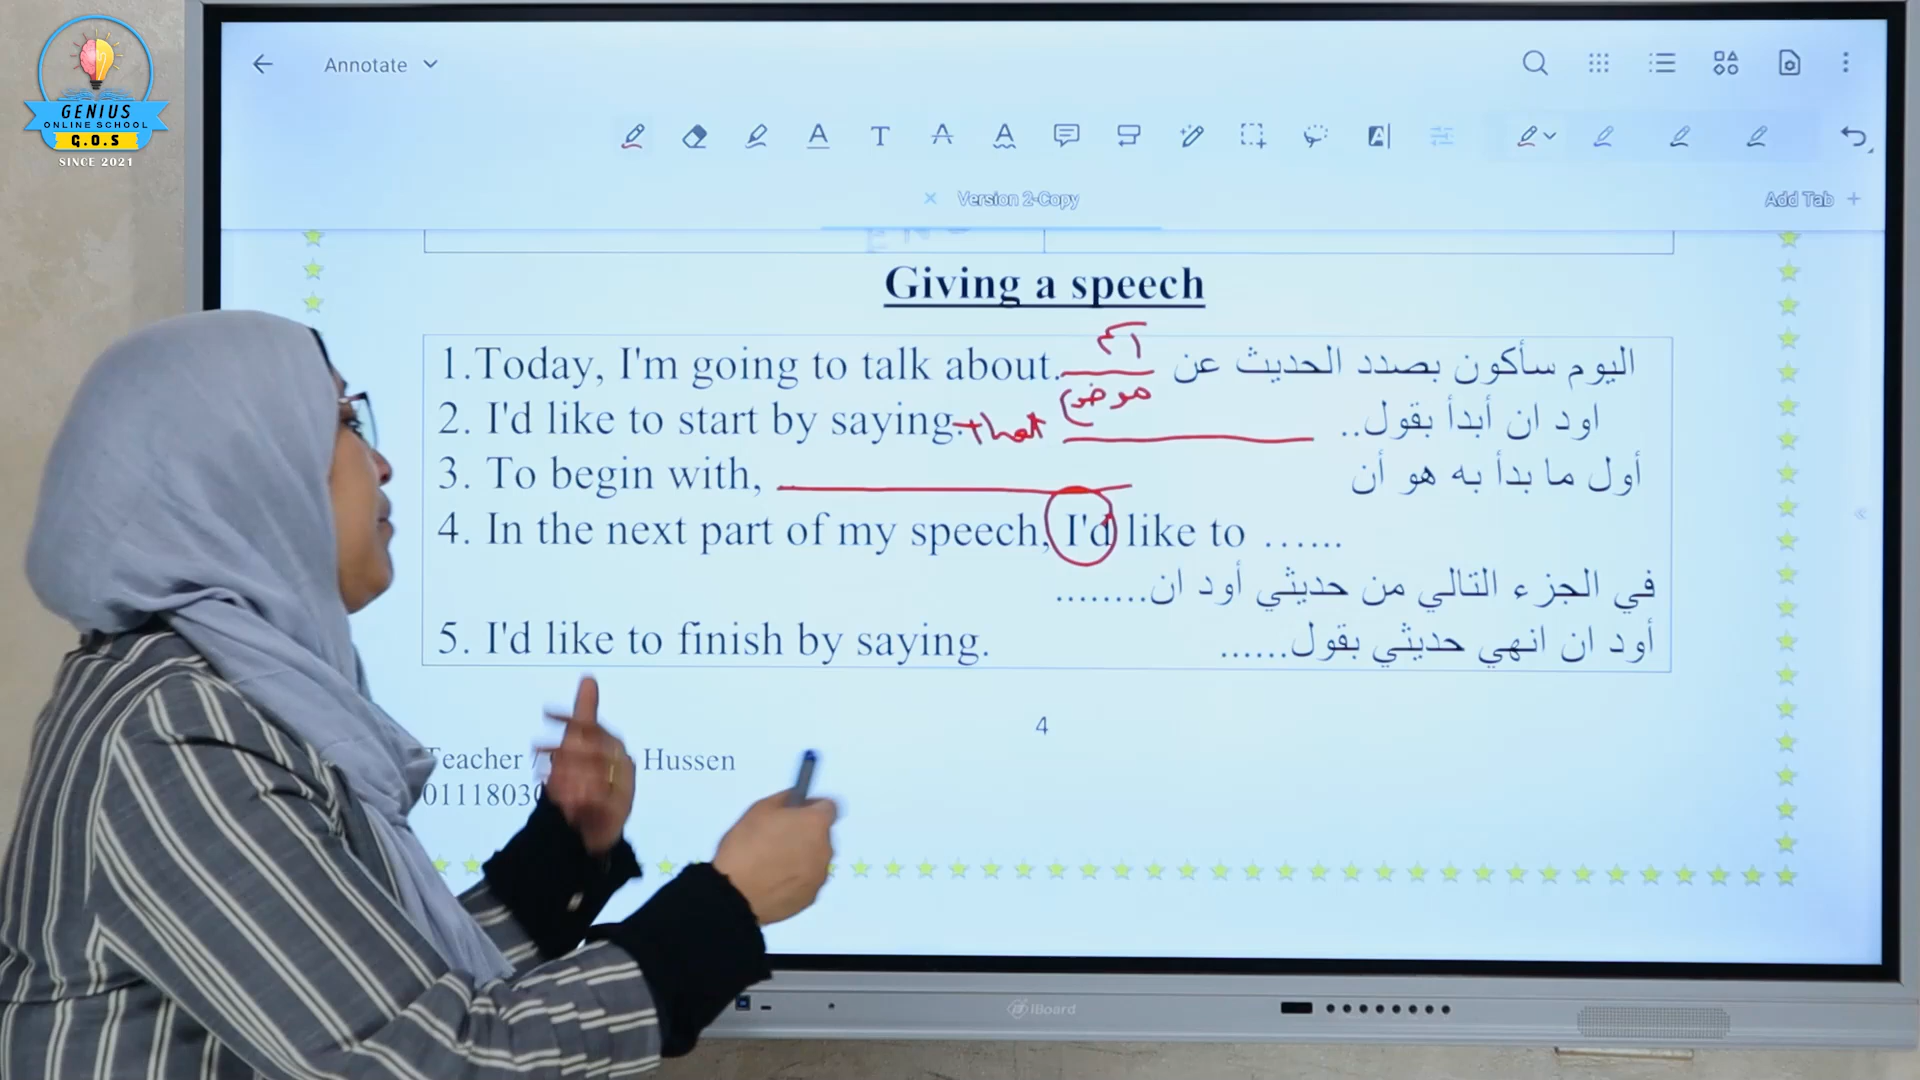 GENIUS
ONLINE SCHOOL
G.O.S
SINCE 2021
Annotate
Version 2-Copy
Add Tab +
Giving a speech
اسم
1.Today, I'm going to talk about. اليوم سأكون بصدد الحديث عن
موضوع
2. I'd like to start by saying. that اود ان أبدأ بقول..
3. To begin with, أول ما بدأ به هو أن
4. In the next part of my speech, I'd like to ......
في الجزء التالي من حديثي أود ان........
5. I'd like to finish by saying. أود ان انهي حديثي بقول......
4
Teacher / Hussen
0111803
iBoard